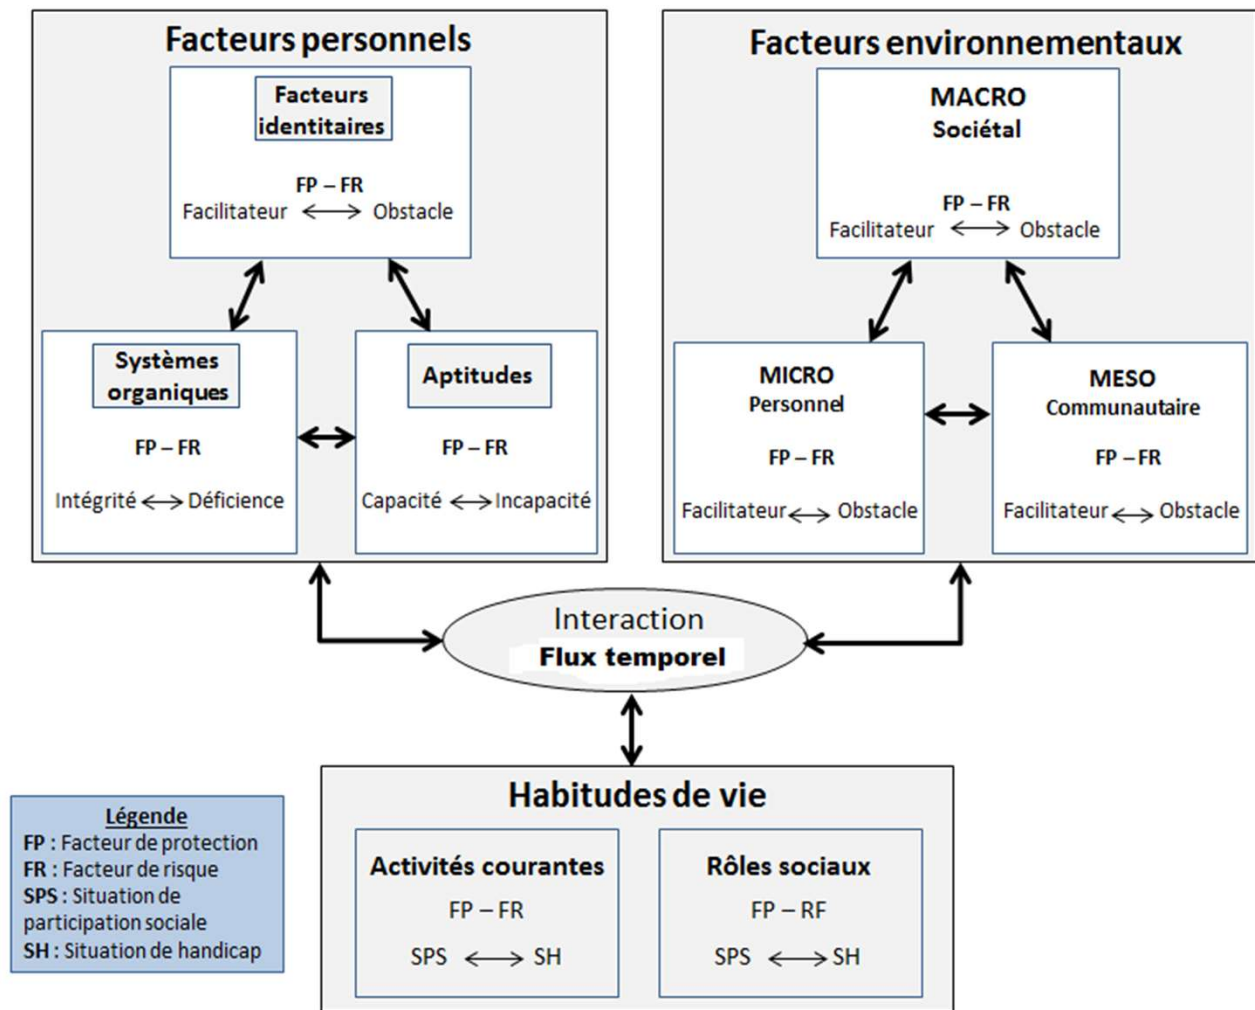 Facteurs personnels
Facteurs
identitaires
FP – FR
Facilitateur Obstacle
Systèmes
organiques
FP – FR
Intégrité Déficience
Aptitudes
FP – FR
Capacité Incapacité
Facteurs environnementaux
MACRO
Sociétal
FP – FR
Facilitateur Obstacle
MICRO
Personnel
FP – FR
Facilitateur Obstacle
MESO
Communautaire
FP – FR
Facilitateur Obstacle
Interaction
Flux temporel
Habitudes de vie
Activités courantes
FP – FR
SPS SH
Rôles sociaux
FP – RF
SPS SH
Légende
FP : Facteur de protection
FR : Facteur de risque
SPS : Situation de
participation sociale
SH : Situation de handicap